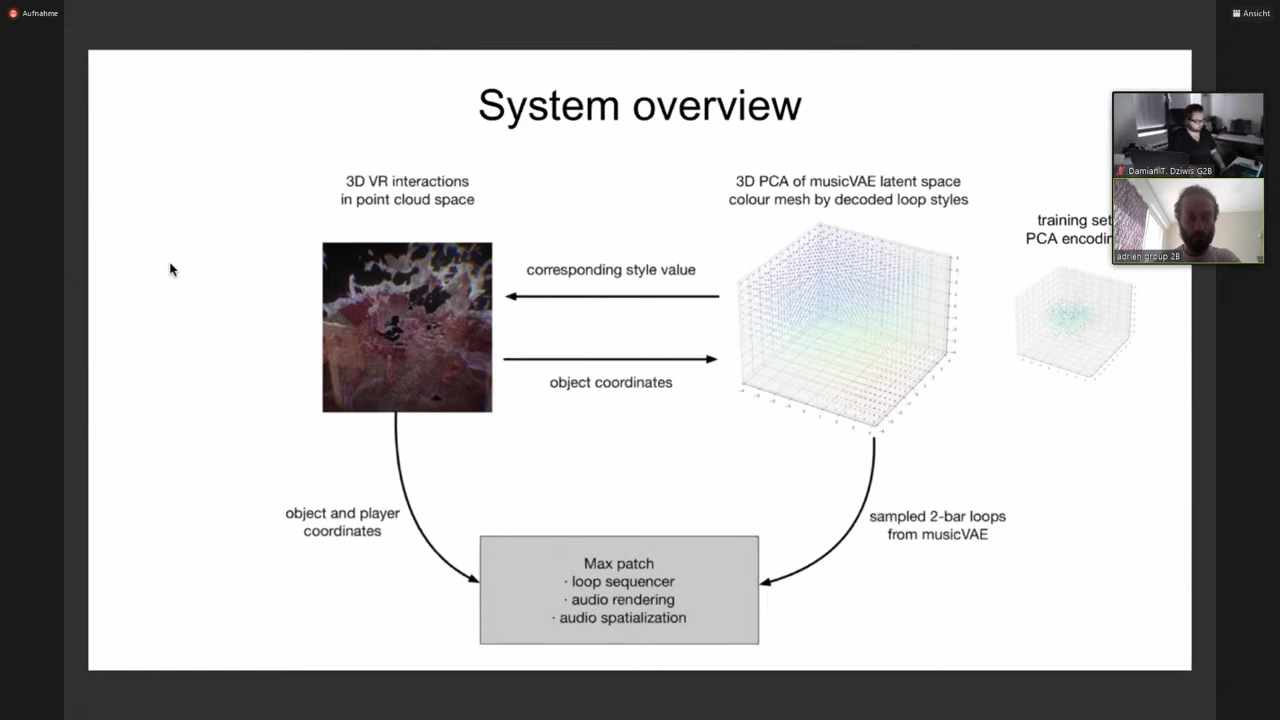 Aufnahme
Ansicht
System overview
3D VR interactions
in point cloud space
3D PCA of musicVAE latent space
colour mesh by decoded loop styles
training set
PCA
Damian T. Dziwis G2B
adrien group 2B
corresponding style value
object coordinates
object and player
coordinates
sampled 2-bar loops
from musicVAE
Max patch
· loop sequencer
· audio rendering
· audio spatialization